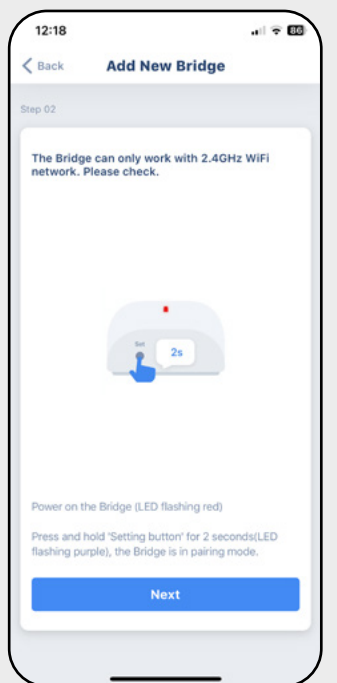 12:18
86
Back
Add New Bridge
Step 02
The Bridge can only work with 2.4GHz WiFi
network. Please check.
Set
2s
Power on the Bridge (LED flashing red)
Press and hold 'Setting button' for 2 seconds(LED
flashing purple), the Bridge is in pairing mode.
Next